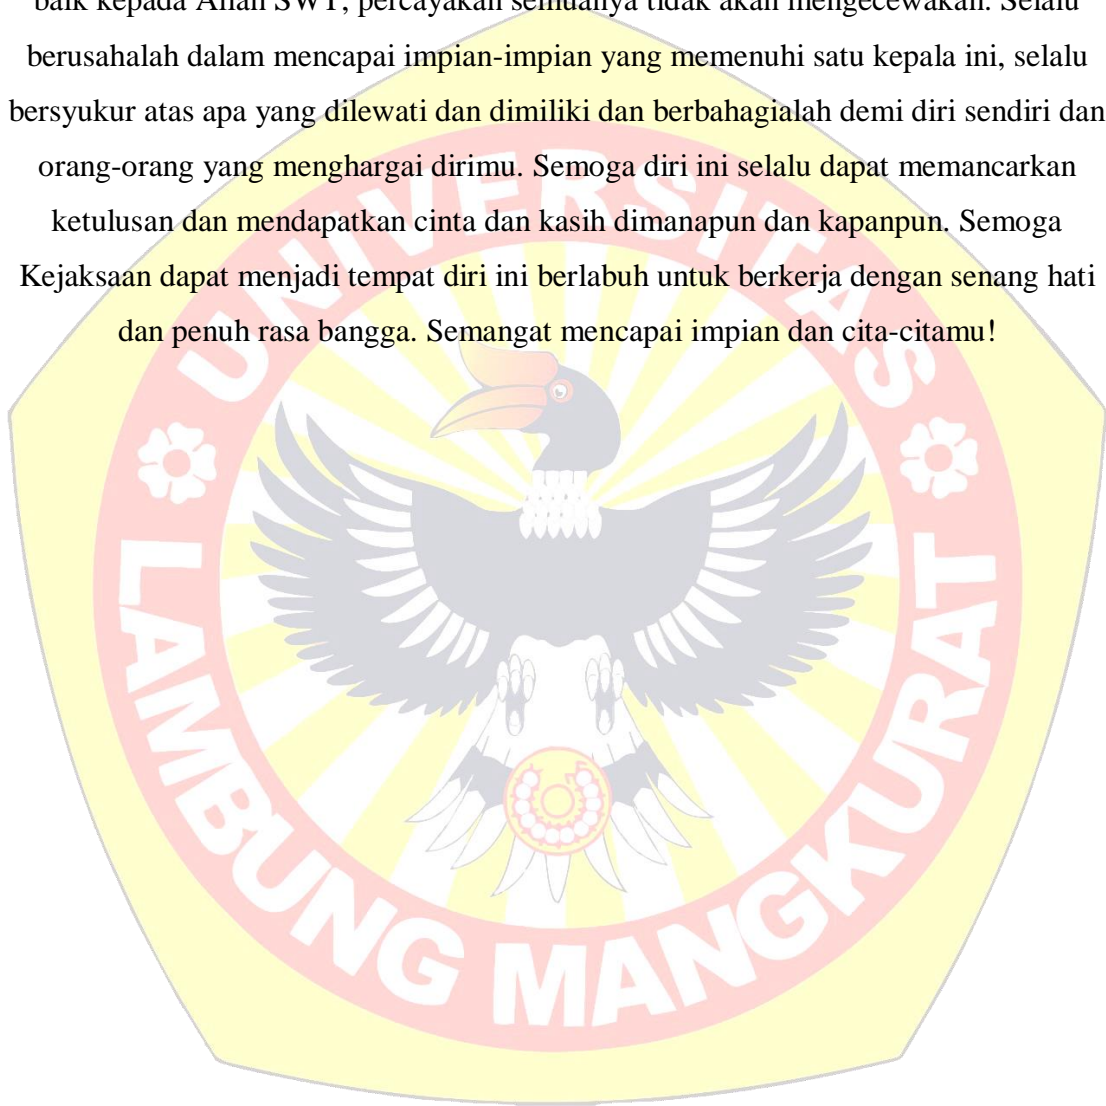 baik kepada Allah SWT, percayakan semuanya tidak akan mengecewakan. Selalu
berusahalah dalam mencapai impian-impian yang memenuhi satu kepala ini, selalu
bersyukur atas apa yang dilewati dan dimiliki dan berbahagialah demi diri sendiri dan
orang-orang yang menghargai dirimu. Semoga diri ini selalu dapat memancarkan
ketulusan dan mendapatkan cinta dan kasih dimanapun dan kapanpun. Semoga
Kejaksaan dapat menjadi tempat diri ini berlabuh untuk berkerja dengan senang hati
dan penuh rasa bangga. Semangat mencapai impian dan cita-citamu!
UNIVERSITAS
LAMBUNG MANGKURAT